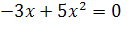 −3x + 5x² = 0